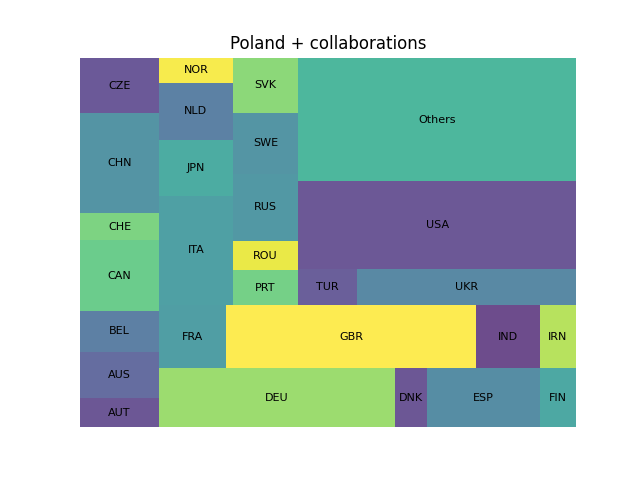 Poland + collaborations
CZE
CHN
CHE
CAN
BEL
AUS
AUT
NOR
NLD
JPN
ITA
FRA
DEU
SVK
SWE
RUS
ROU
PRT
Others
USA
TUR
UKR
GBR
IND
IRN
DNK
ESP
FIN